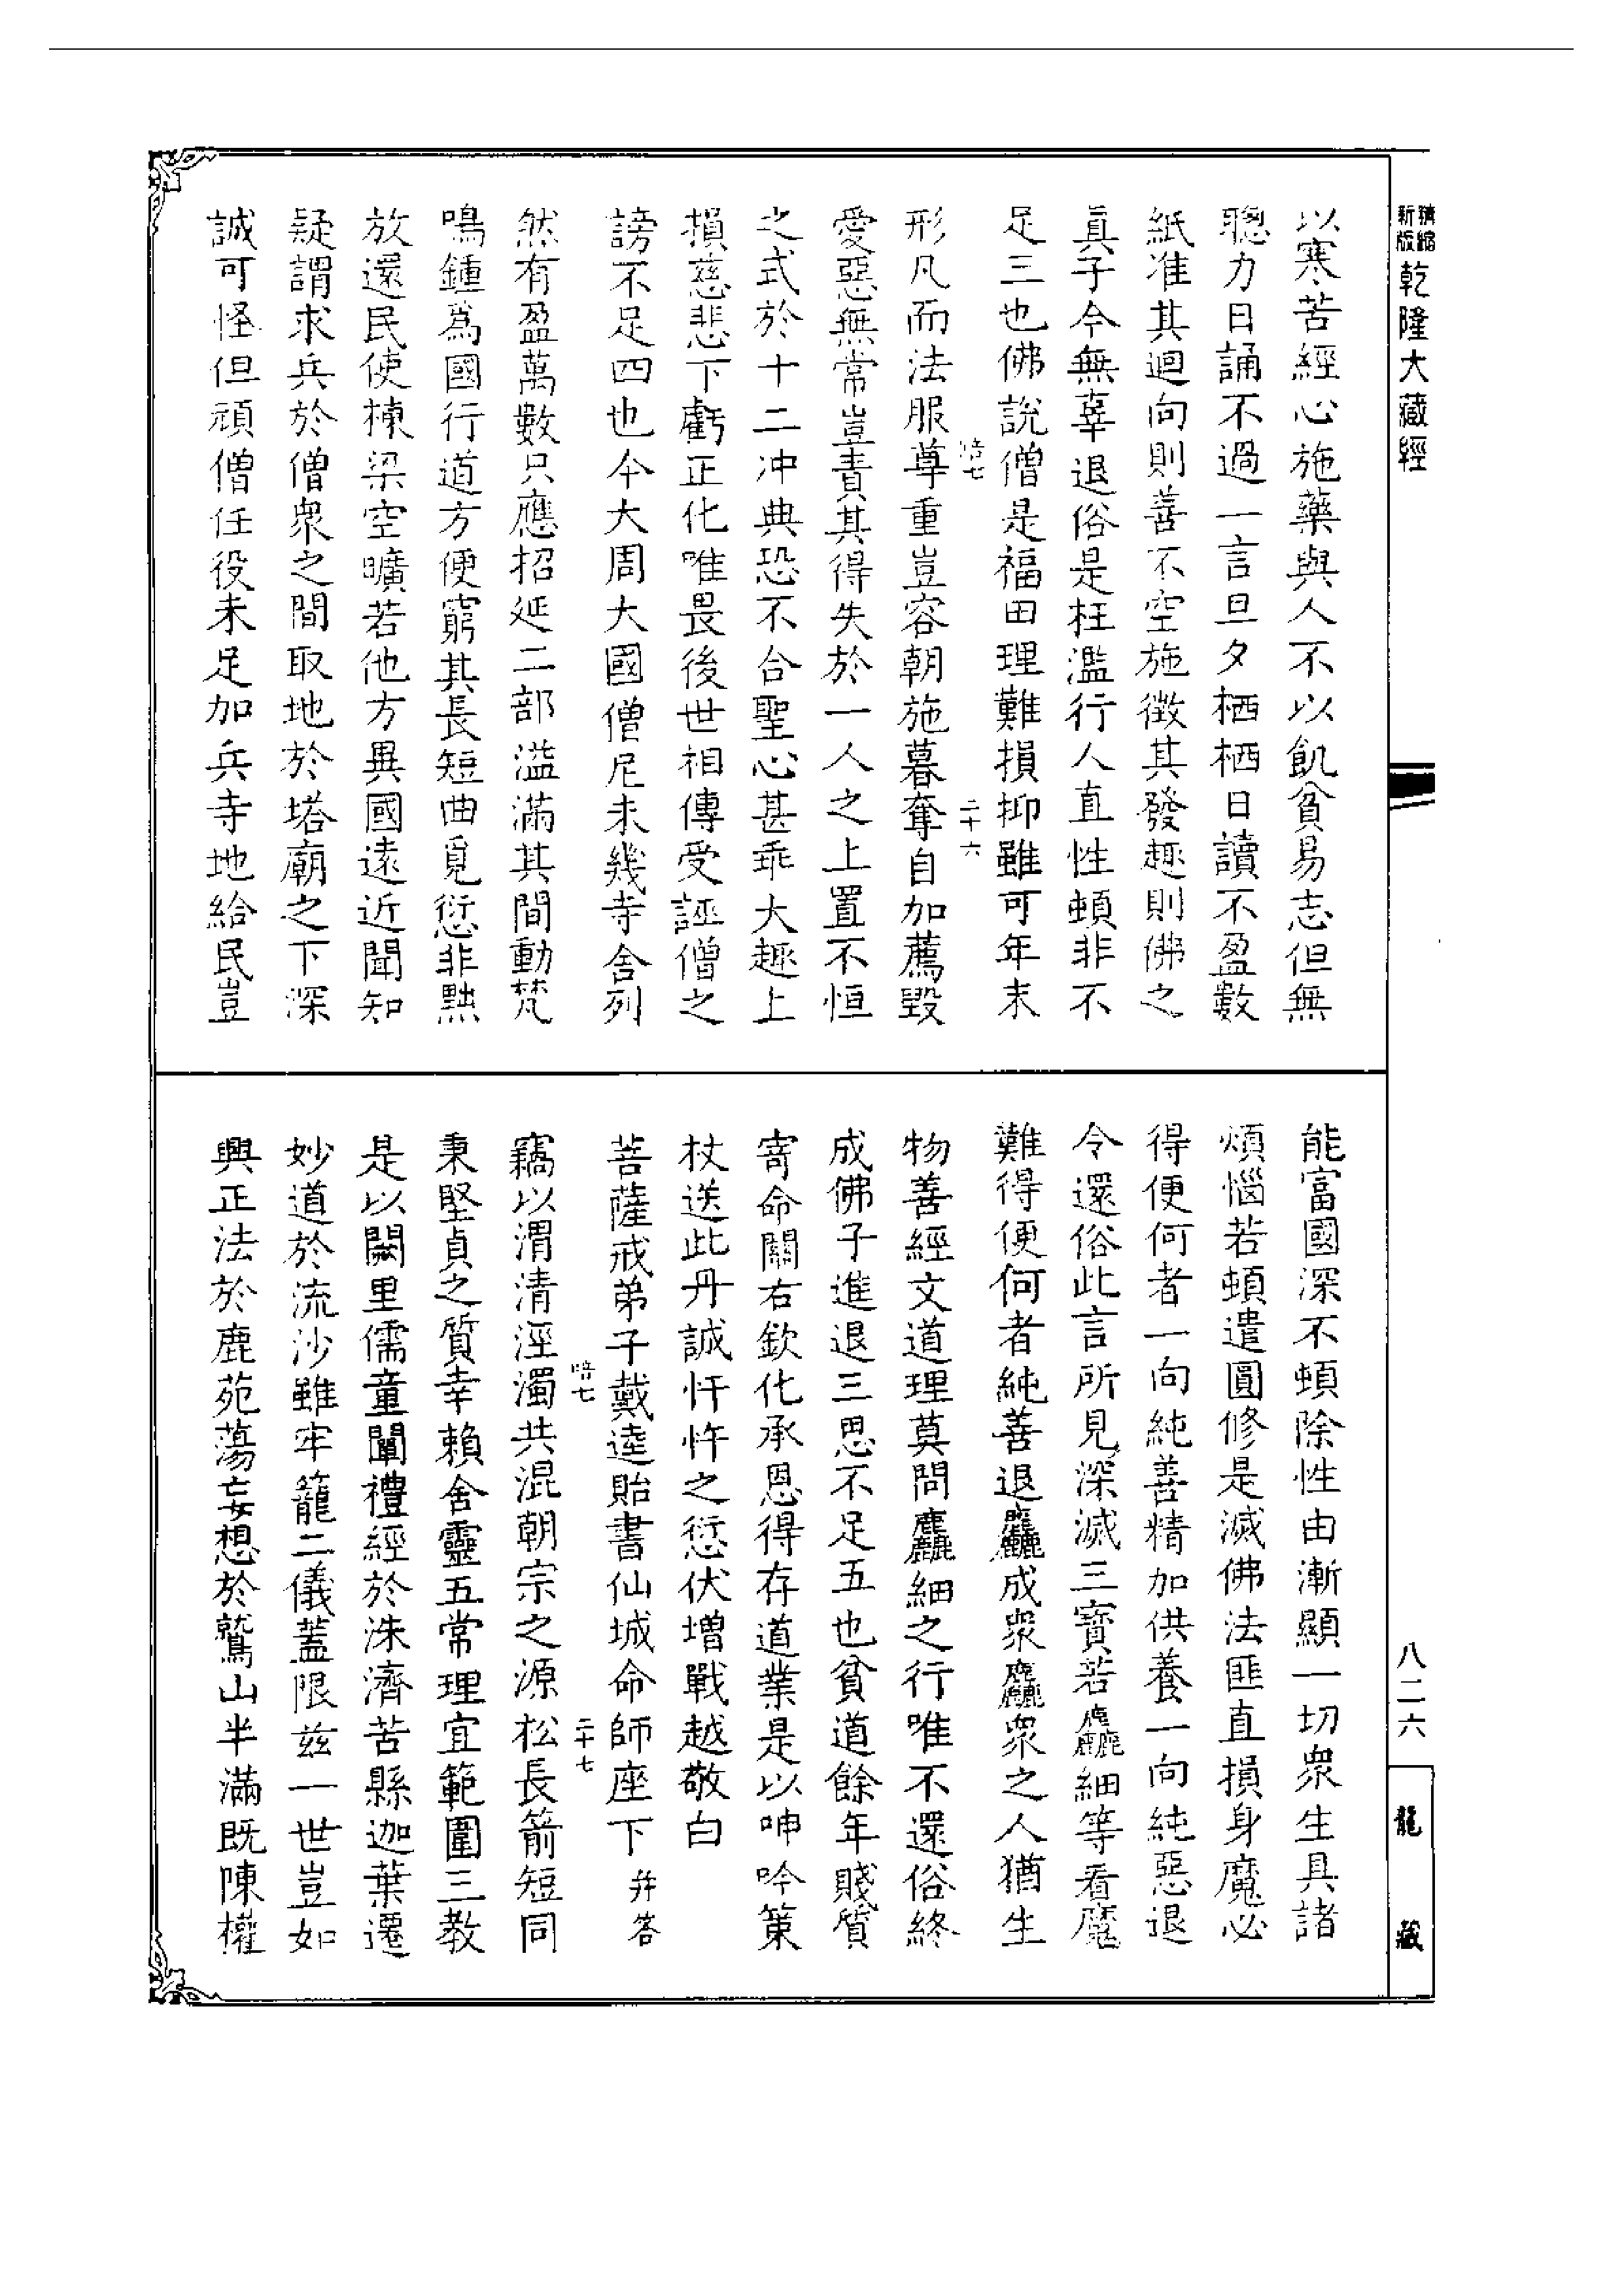 精縮
新版
乾隆大藏經
以寒苦經心施藥與人不以飢貧易志但無
聰力日誦不過一言旦夕栖栖日讀不盈數
紙准其迴向則善不空施徵其發趣則佛之
真子今無辜退俗是枉濫行人直性頓非不
足三也佛說僧是福田理難損抑雖可年末
形凡而法服尊重豈容朝施暮奪自加薦毀
愛惡無常豈責其得失於一人之上置不恒
之式於十二冲典恐不合聖心甚乖大趣上
損慈悲下虧正化唯畏後世相傳受誣僧之
謗不足四也今大周大國僧尼未幾寺舍列
然有盈萬數只應招延二部溢滿其間動梵
鳴鍾爲國行道方便窮其長短曲覓愆非黜
放還民使棟梁空曠若他方異國遠近聞知
疑謂求兵於僧衆之間取地於塔廟之下深
誠可怪但頑僧任役未足加兵寺地給民豈
七
二十六
能富國深不頓除性由漸顯一切衆生具諸
煩惱若頓遣圓修是滅佛法匪直損身魔必
得便何者一向純善精加供養一向純惡退
令還俗此言所見深滅三寶若麤細等看魔
難得便何者純善退麤成衆麤衆之人猶生
物善經文道理莫問麤細之行唯不還俗終
成佛子進退三思不足五也貧道餘年賤質
寄命關右欽化承恩得存道業是以呻吟策
杖送此丹誠忓忤之愆伏增戰越敬白
菩薩戒弟子戴逵貽書仙城命師座下并答
竊以渭清涇濁共混朝宗之源松長箭短同
秉堅貞之質幸賴含靈五常理宜範圍三教
是以闕里儒童闡禮經於洙濟苦縣迦葉遷
妙道於流沙雖牢籠二儀蓋限茲一世豈如
興正法於鹿苑蕩妄想於鷲山半滿既陳權
七
二十七
八二六
龍藏